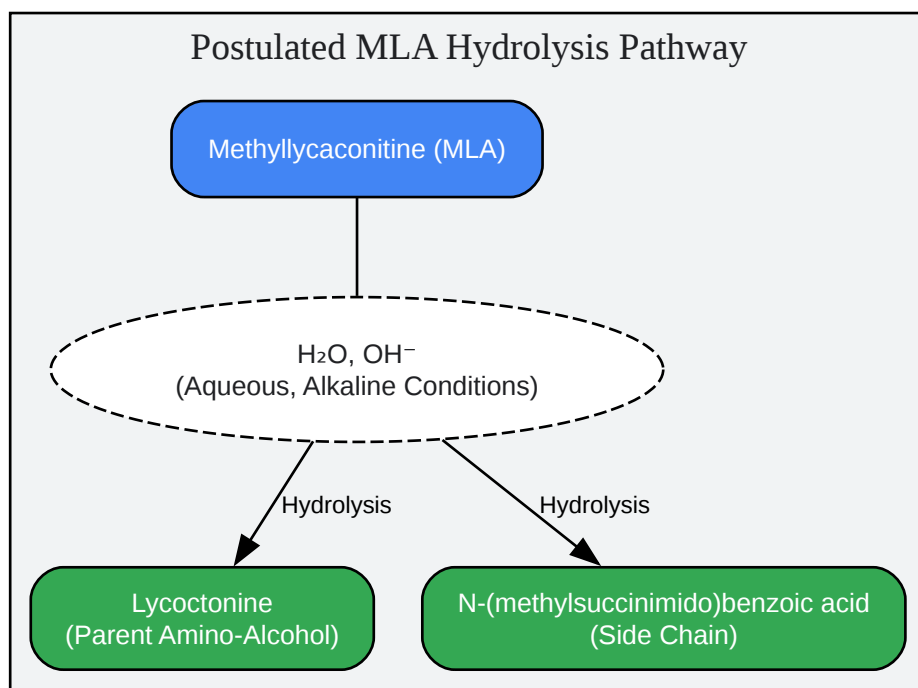 Postulated MLA Hydrolysis Pathway
Methyllycaconitine (MLA)
H₂O, OH⁻
(Aqueous, Alkaline Conditions)
Hydrolysis
Hydrolysis
Lycoctonine
(Parent Amino-Alcohol)
N-(methylsuccinimido)benzoic acid
(Side Chain)